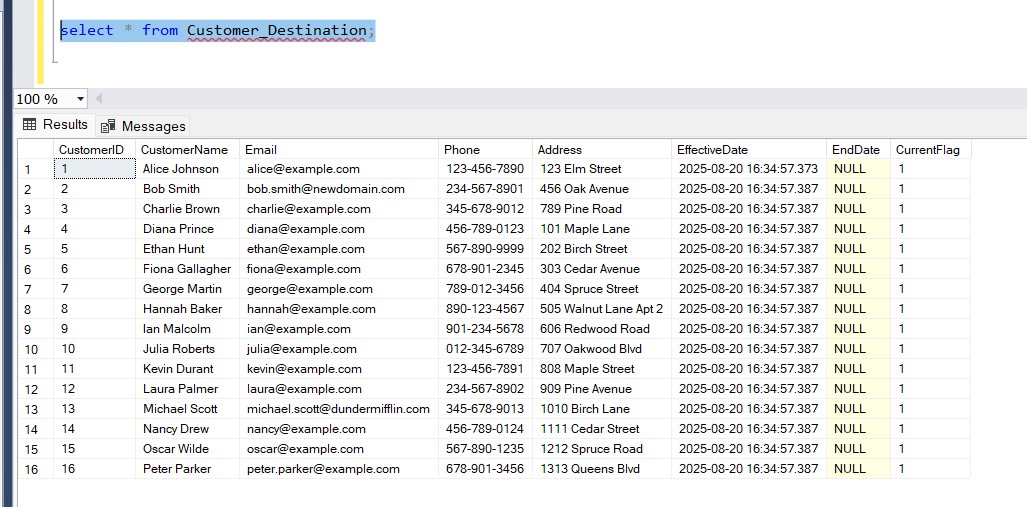 select * from Customer_Destination;
100 %
Results Messages
CustomerID CustomerName Email Phone Address EffectiveDate EndDate CurrentFlag
1 1 Alice Johnson alice@example.com 123-456-7890 123 Elm Street 2025-08-20 16:34:57.373 NULL 1
2 2 Bob Smith bob.smith@newdomain.com 234-567-8901 456 Oak Avenue 2025-08-20 16:34:57.387 NULL 1
3 3 Charlie Brown charlie@example.com 345-678-9012 789 Pine Road 2025-08-20 16:34:57.387 NULL 1
4 4 Diana Prince diana@example.com 456-789-0123 101 Maple Lane 2025-08-20 16:34:57.387 NULL 1
5 5 Ethan Hunt ethan@example.com 567-890-9999 202 Birch Street 2025-08-20 16:34:57.387 NULL 1
6 6 Fiona Gallagher fiona@example.com 678-901-2345 303 Cedar Avenue 2025-08-20 16:34:57.387 NULL 1
7 7 George Martin george@example.com 789-012-3456 404 Spruce Street 2025-08-20 16:34:57.387 NULL 1
8 8 Hannah Baker hannah@example.com 890-123-4567 505 Walnut Lane Apt 2 2025-08-20 16:34:57.387 NULL 1
9 9 Ian Malcolm ian@example.com 901-234-5678 606 Redwood Road 2025-08-20 16:34:57.387 NULL 1
10 10 Julia Roberts julia@example.com 012-345-6789 707 Oakwood Blvd 2025-08-20 16:34:57.387 NULL 1
11 11 Kevin Durant kevin@example.com 123-456-7891 808 Maple Street 2025-08-20 16:34:57.387 NULL 1
12 12 Laura Palmer laura@example.com 234-567-8902 909 Pine Avenue 2025-08-20 16:34:57.387 NULL 1
13 13 Michael Scott michael.scott@dundermifflin.com 345-678-9013 1010 Birch Lane 2025-08-20 16:34:57.387 NULL 1
14 14 Nancy Drew nancy@example.com 456-789-0124 1111 Cedar Street 2025-08-20 16:34:57.387 NULL 1
15 15 Oscar Wilde oscar@example.com 567-890-1235 1212 Spruce Road 2025-08-20 16:34:57.387 NULL 1
16 16 Peter Parker peter.parker@example.com 678-901-3456 1313 Queens Blvd 2025-08-20 16:34:57.387 NULL 1